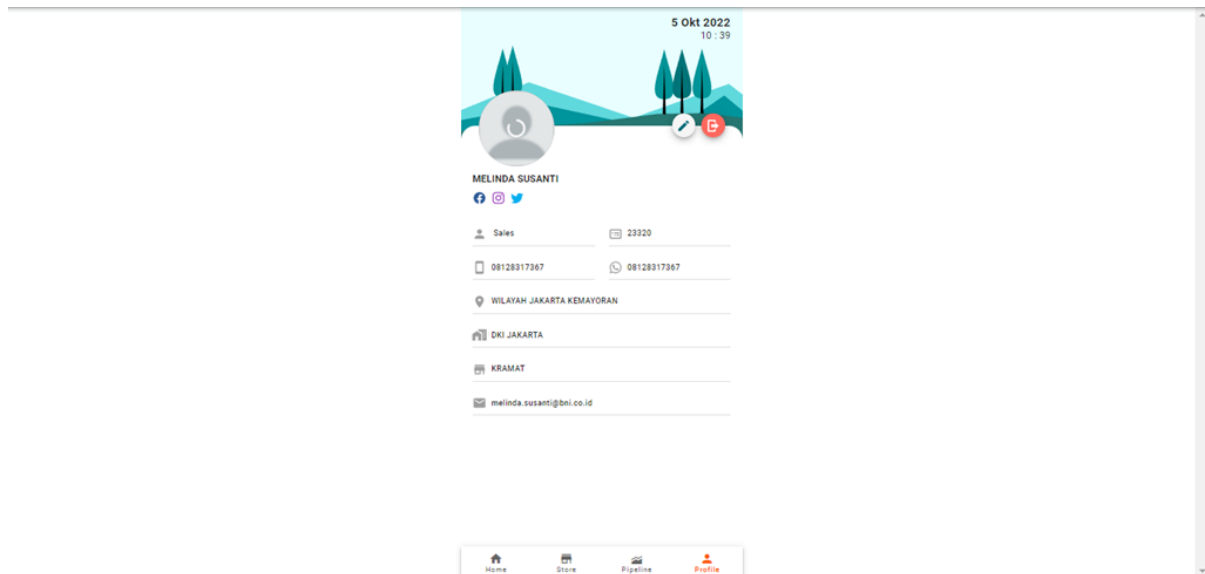 5 Okt 2022
10 : 39
MELINDA SUSANTI
Sales
23320
08128317367
08128317367
WILAYAH JAKARTA KEMAYORAN
DKI JAKARTA
KRAMAT
melinda.susanti@bni.co.id
Home
Store
Pipeline
Profile